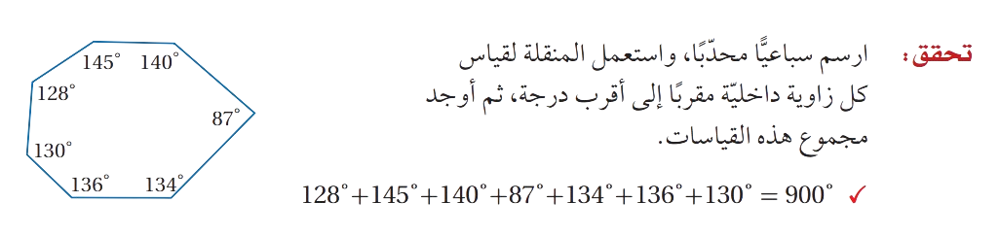 تحقق: ارسم سباعيًّا محدّبًا، واستعمل المنقلة لقياس
كل زاوية داخليّة مقربًا إلى أقرب درجة، ثم أوجد
مجموع هذه القياسات.
128°+145°+140°+87°+134°+136°+130° = 900° ✓
145° 140°
128°
87°
130°
136° 134°